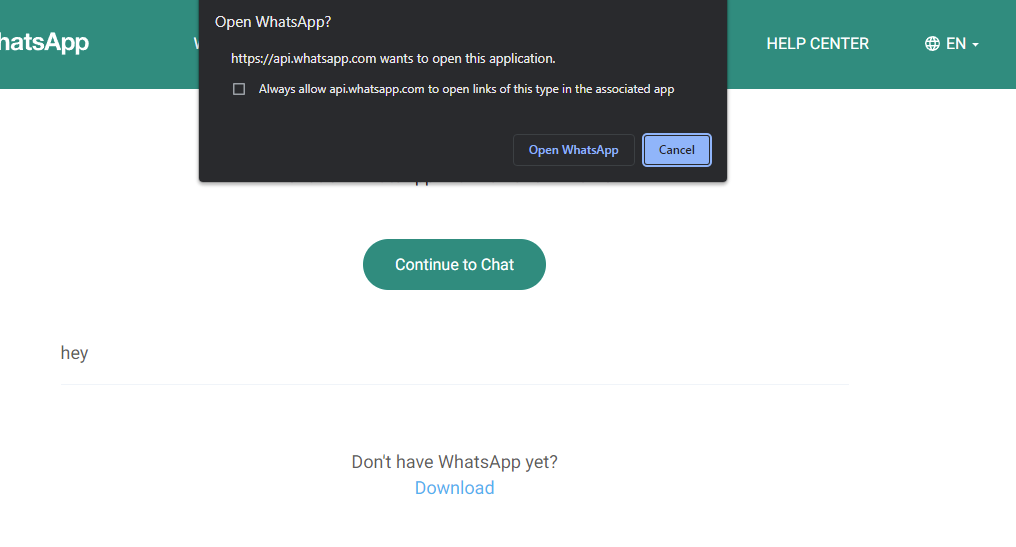 Open WhatsApp?
https://api.whatsapp.com wants to open this application.
Always allow api.whatsapp.com to open links of this type in the associated app
Open WhatsApp Cancel
hatsApp HELP CENTER EN
Continue to Chat
hey
Don't have WhatsApp yet?
Download